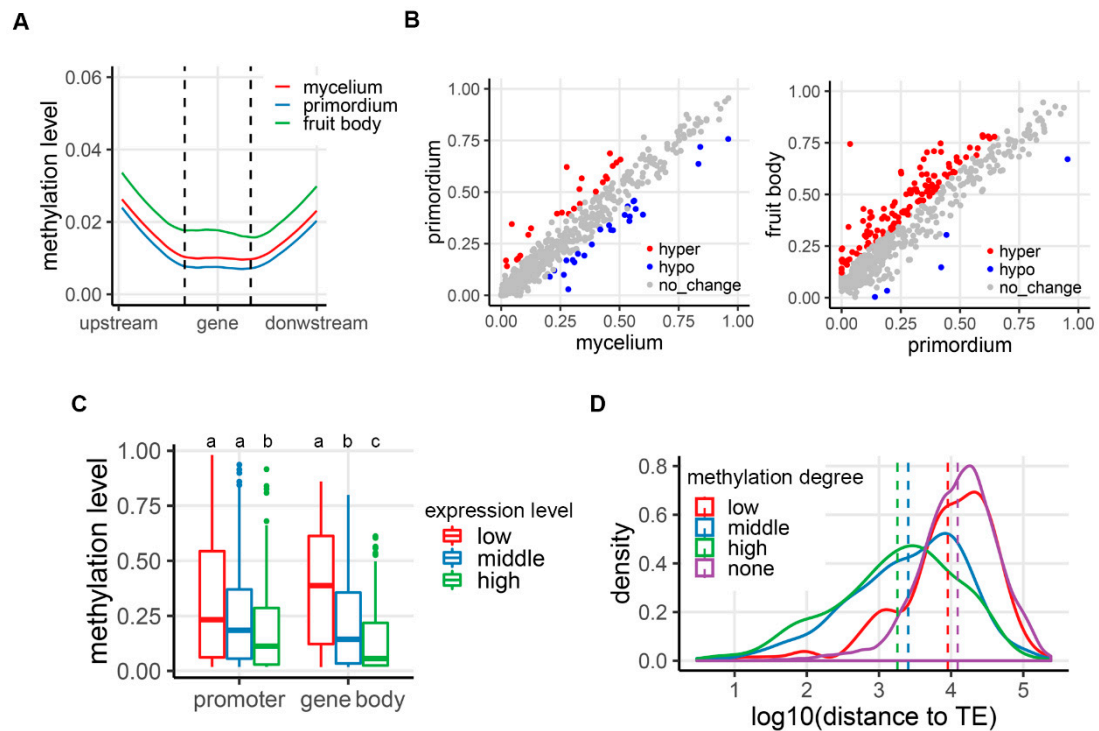 A
methylation level
0.06
0.04
0.02
0.00
mycelium
primordium
fruit body
upstream gene donwstream
B
primordium
1.00
0.75
0.50
0.25
0.00
hyper
hypo
no_change
0.00 0.25 0.50 0.75 1.00
mycelium
fruit body
1.00
0.75
0.50
0.25
0.00
hyper
hypo
no_change
0.00 0.25 0.50 0.75 1.00
primordium
C
methylation level
1.00
0.75
0.50
0.25
0.00
a a b a b c
promoter gene body
expression level
low
middle
high
D
density
0.8
0.6
0.4
0.2
0.0
methylation degree
low
middle
high
none
1 2 3 4 5
log10(distance to TE)